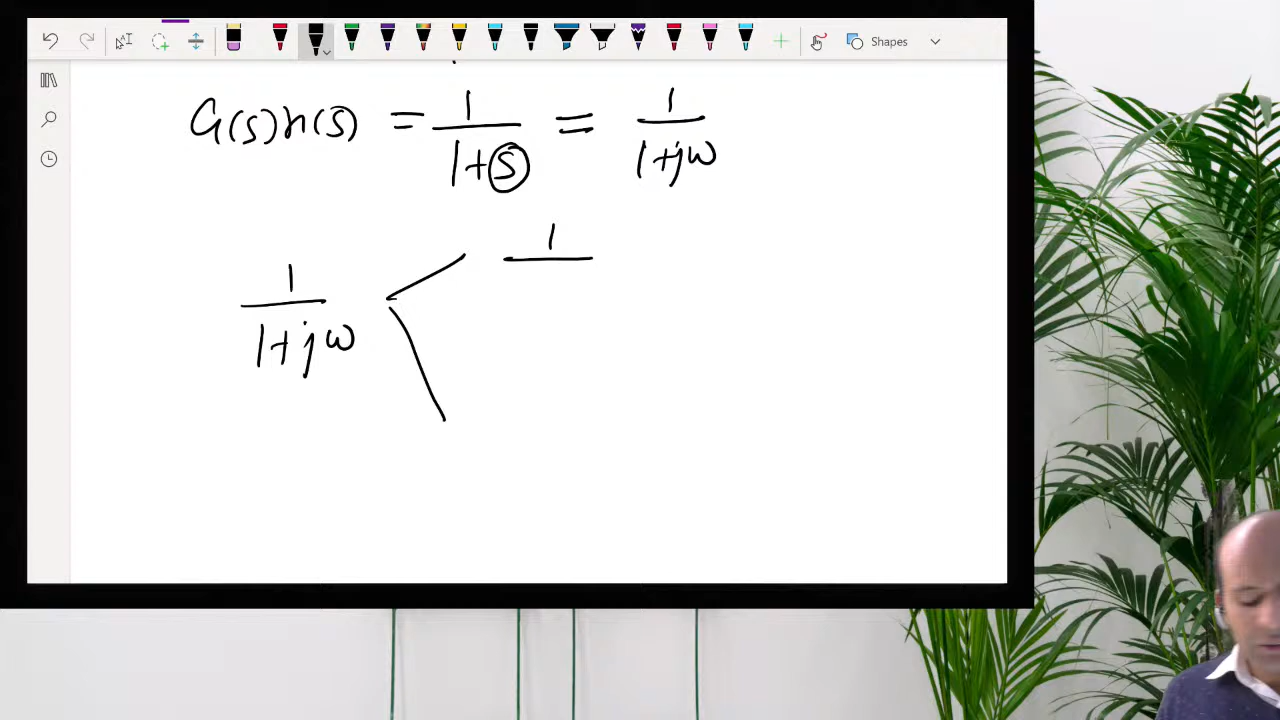 Shapes
G(s)H(s) = 1/(1+s) = 1/(1+jω)
1/(1+jω) 1/